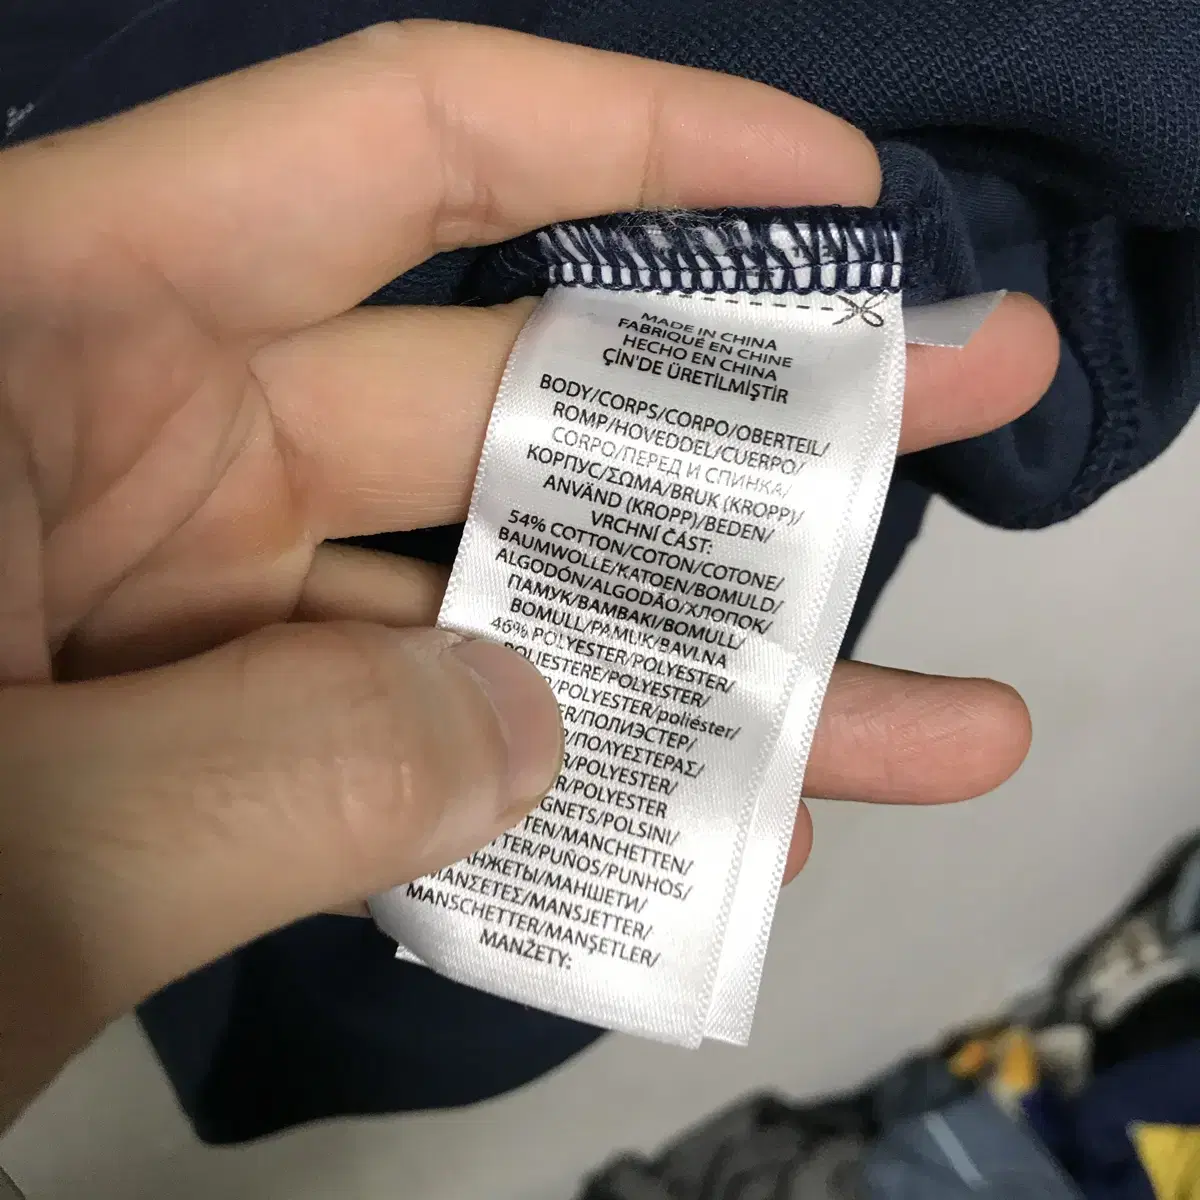 MADE IN CHINA
FABRIQUÉ EN CHINE
HECHO EN CHINA
ÇİN'DE ÜRETİLMİŞTİR
BODY/CORPS/CORPO/OBERTEIL/
ROMP/HOVEDDEL/CUERPO/
CORPO/ПЕРЕД И СПИНКА/
КОРПУС/ΣΩΜΑ/BRUK (KROPP)/
ANVÄND (KROPP)/BEDEN/
VRCHNÍ ČÁST:
54% COTTON/COTON/COTONE/
BAUMWOLLE/KATOEN/BOMULD/
ALGODÓN/ALGODÃO/ХЛОПОК/
ПАМУК/ΒΑΜΒΑΚΙ/BOMULL/
BOMULL/PAMUK/BAVLNA
46% POLYESTER/POLYESTER/
POLIESTERE/POLYESTER/
/POLYESTER/poliéster/
/ПОЛИЭСТЕР/
/ΠΟΛΥΕΣΤΕΡΑΣ/
/POLYESTER/
/POLYESTER
/POLSINI/
/MANCHETTEN/
/PUÑOS/PUNHOS/
/МАНШЕТИ/
ΜΑΝΣΕΤΕΣ/MANSJETTER/
MANSCHETTER/MANŞETLER/
MANŽETY: